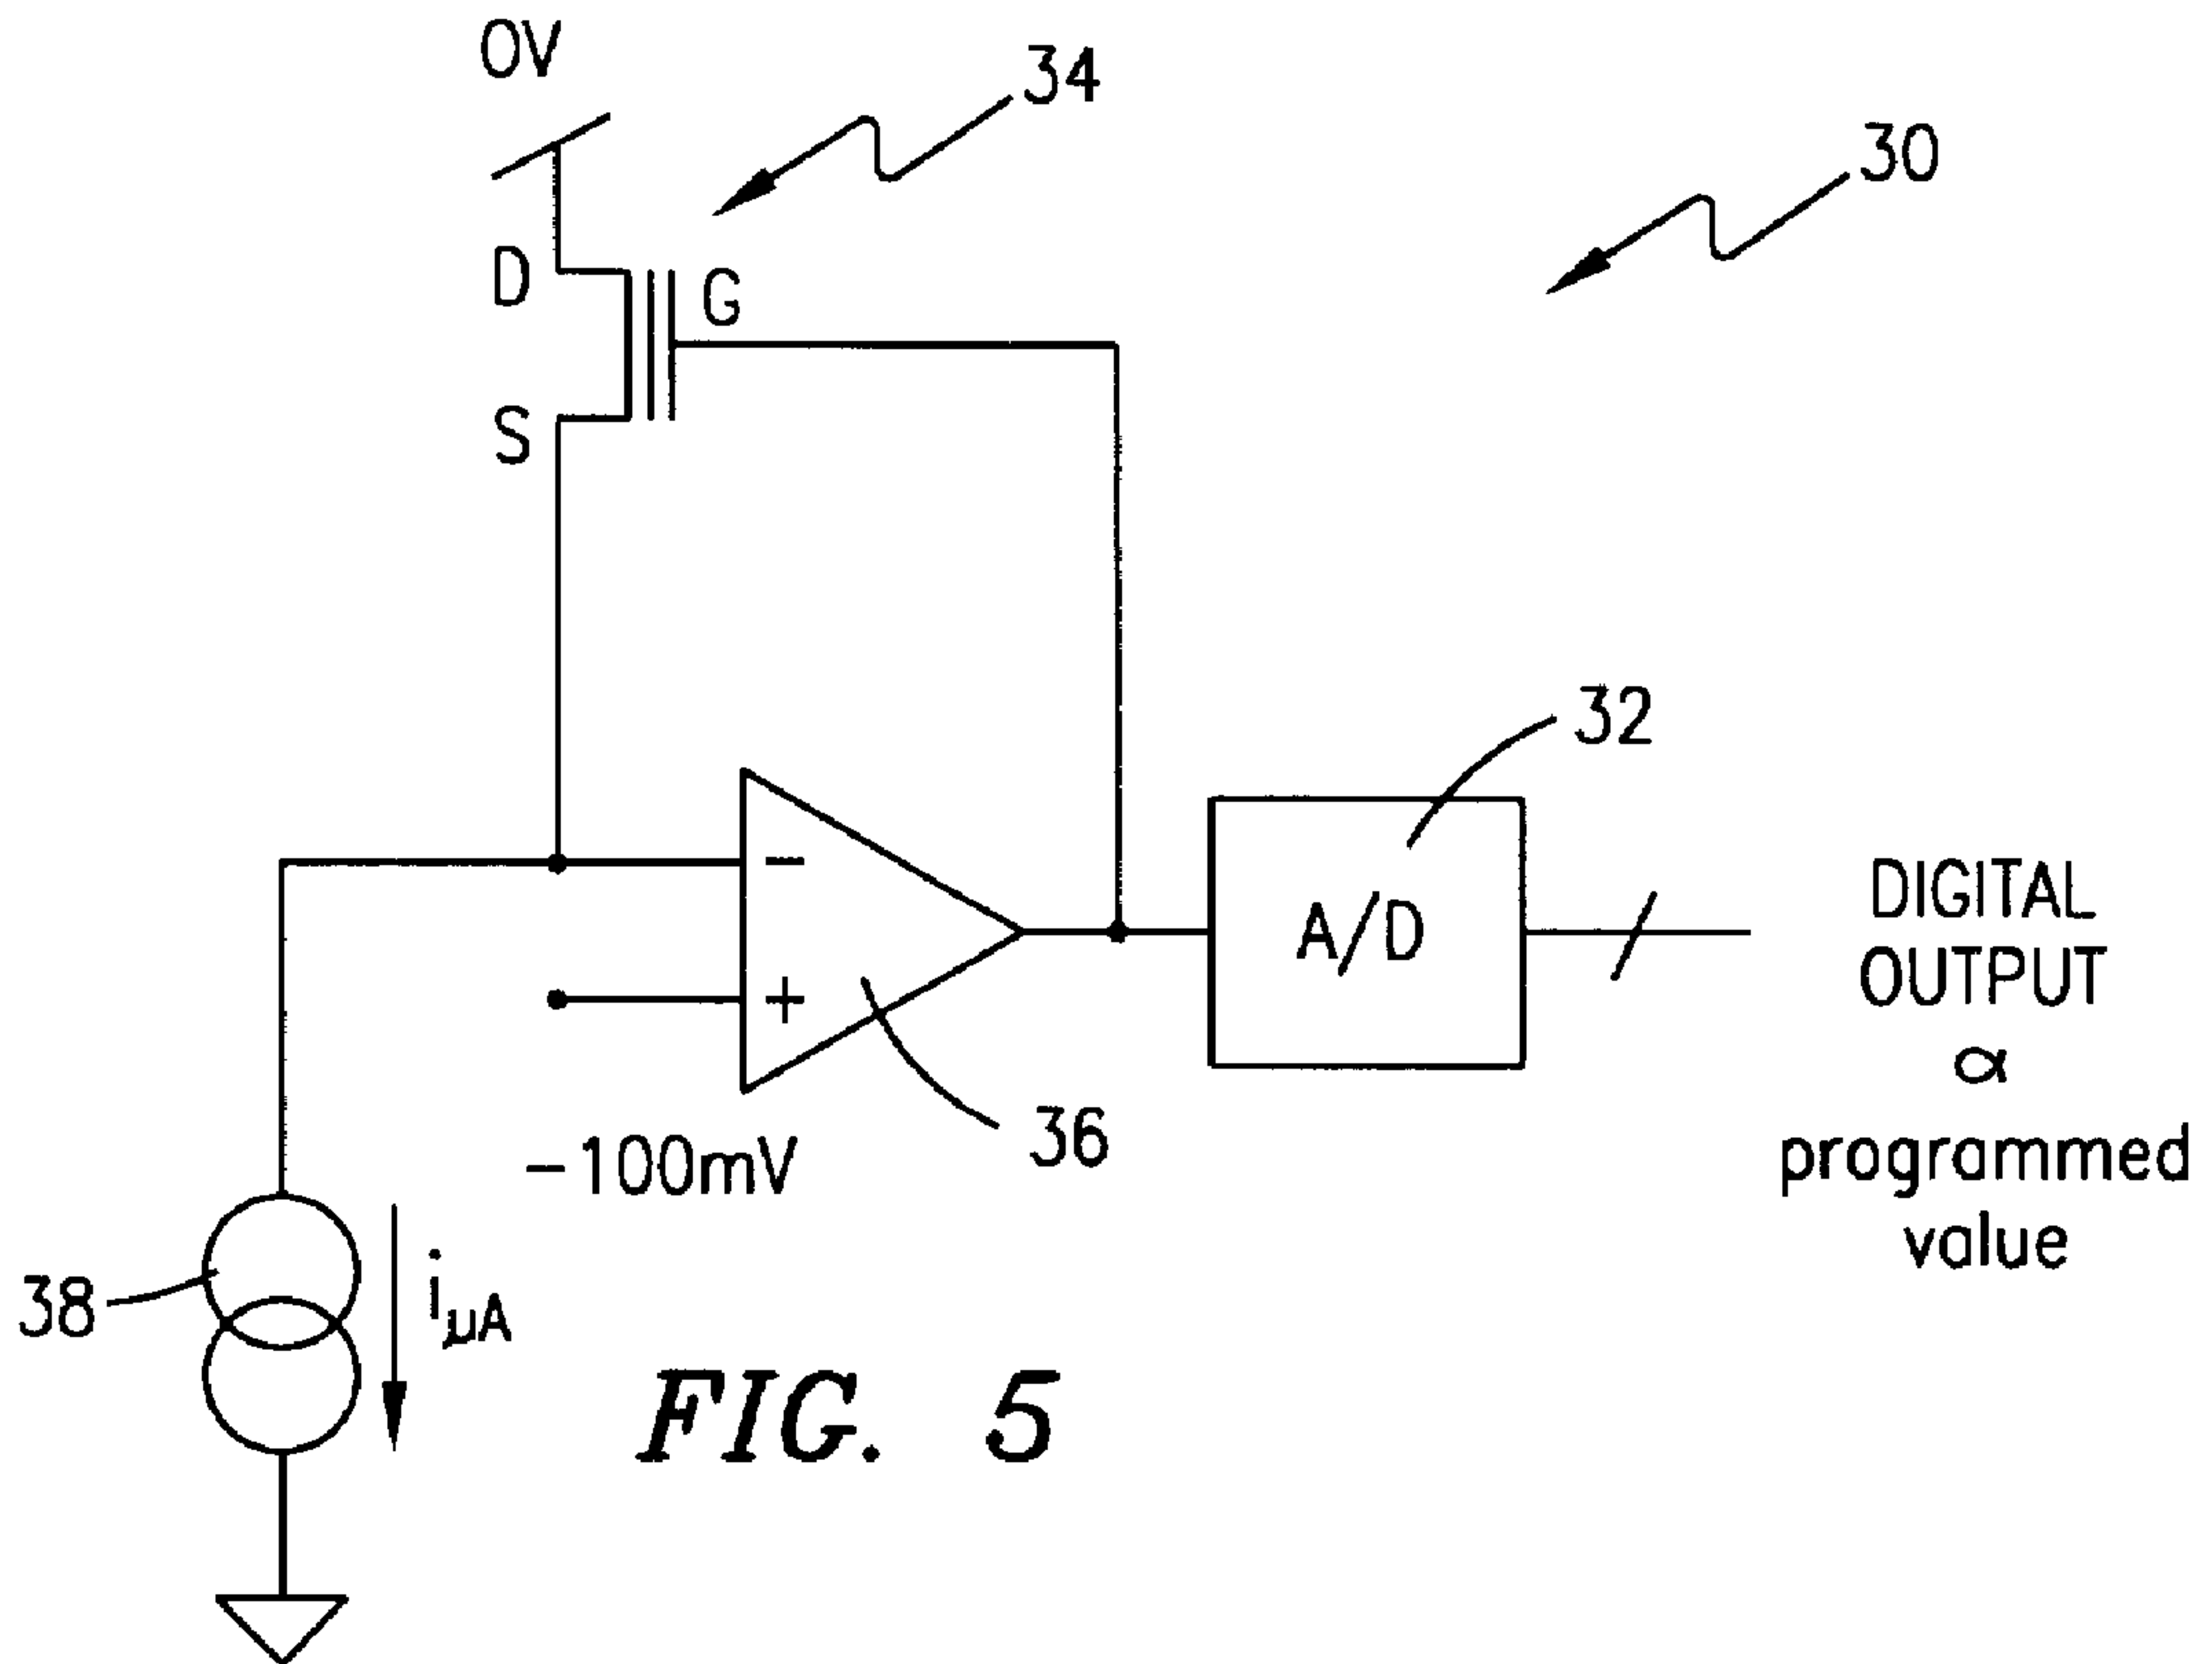 0V
34
30
D
G
S
32
−
A/D
DIGITAL
OUTPUT
∝
programmed
value
+
36
-100mV
38
iμA
FIG. 5